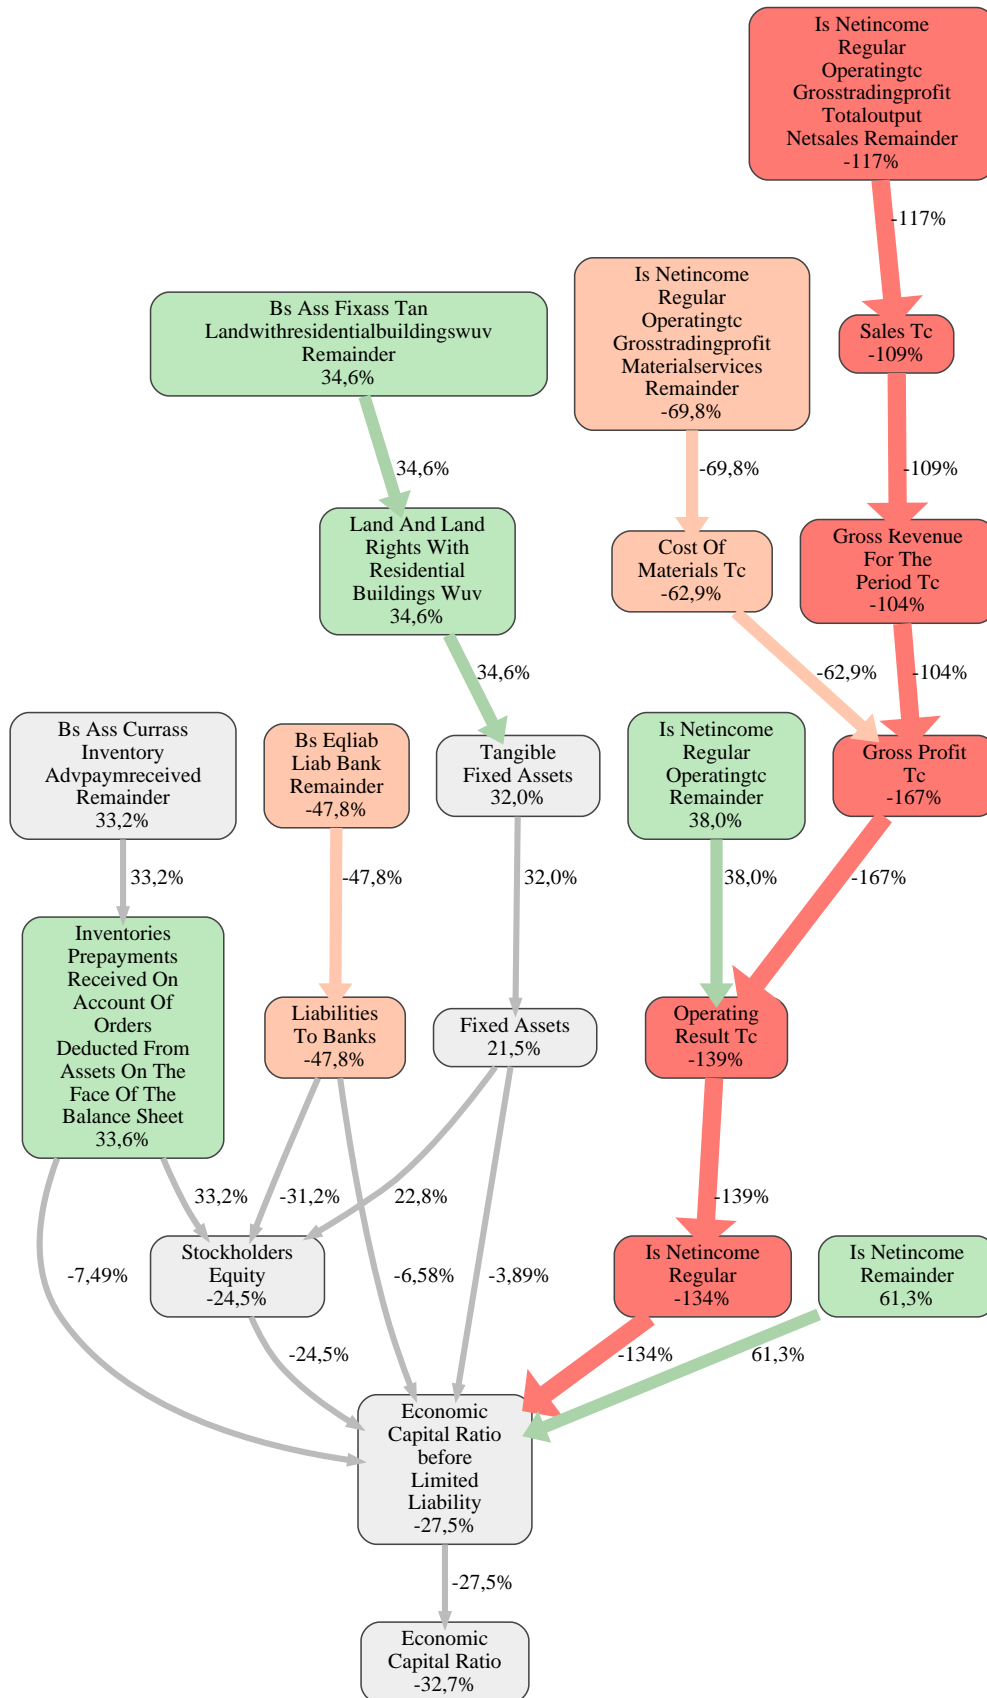 Is Netincome
Regular
Operatingtc
Grosstradingprofit
Totaloutput
Netsales Remainder
-117%
-117%
Bs Ass Fixass Tan
Landwithresidentialbuildingswuv
Remainder
34,6%
Is Netincome
Regular
Operatingtc
Grosstradingprofit
Materialservices
Remainder
-69,8%
Sales Tc
-109%
34,6%
-69,8%
-109%
Land And Land
Rights With
Residential
Buildings Wuv
34,6%
Cost Of
Materials Tc
-62,9%
Gross Revenue
For The
Period Tc
-104%
34,6%
-62,9%
-104%
Bs Ass Currass
Inventory
Advpaymreceived
Remainder
33,2%
Bs Eqliab
Liab Bank
Remainder
-47,8%
Tangible
Fixed Assets
32,0%
Is Netincome
Regular
Operatingtc
Remainder
38,0%
Gross Profit
Tc
-167%
33,2%
-47,8%
32,0%
38,0%
-167%
Inventories
Prepayments
Received On
Account Of
Orders
Deducted From
Assets On The
Face Of The
Balance Sheet
33,6%
Liabilities
To Banks
-47,8%
Fixed Assets
21,5%
Operating
Result Tc
-139%
33,2%
-31,2%
22,8%
-139%
-7,49%
Stockholders
Equity
-24,5%
-6,58%
-3,89%
Is Netincome
Regular
-134%
Is Netincome
Remainder
61,3%
-24,5%
-134%
61,3%
Economic
Capital Ratio
before
Limited
Liability
-27,5%
-27,5%
Economic
Capital Ratio
-32,7%